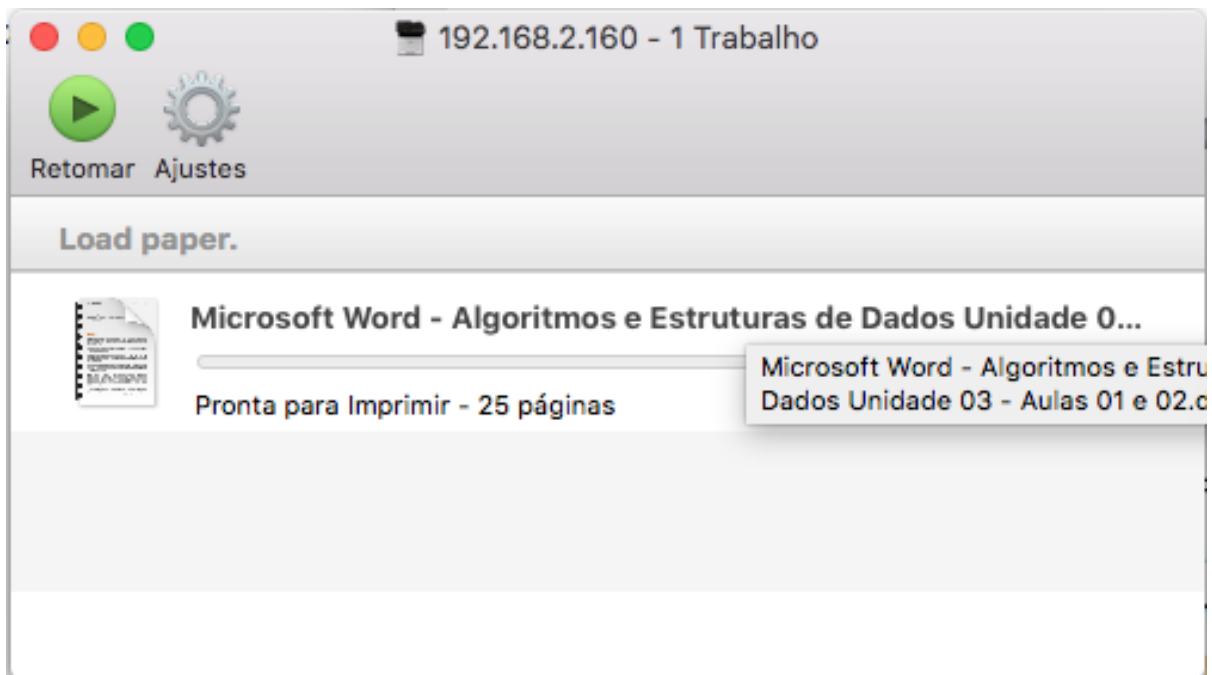 192.168.2.160 - 1 Trabalho
Retomar Ajustes
Load paper.
Microsoft Word - Algoritmos e Estruturas de Dados Unidade 0...
Microsoft Word - Algoritmos e Estru
Dados Unidade 03 - Aulas 01 e 02.
Pronta para Imprimir - 25 páginas